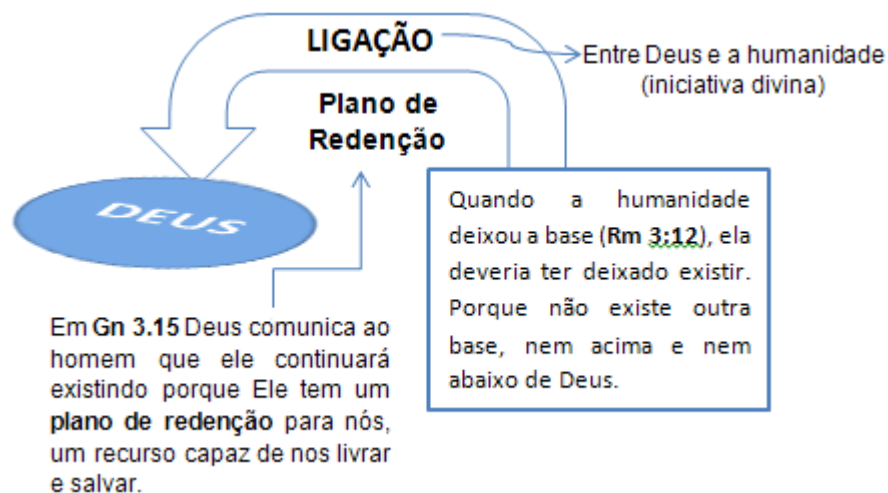 LIGAÇÃO
Entre Deus e a humanidade
(iniciativa divina)
Plano de
Redenção
DEUS
Quando a humanidade
deixou a base (Rm 3:12), ela
deveria ter deixado existir.
Porque não existe outra
base, nem acima e nem
abaixo de Deus.
Em Gn 3.15 Deus comunica ao
homem que ele continuará
existindo porque Ele tem um
plano de redenção para nós,
um recurso capaz de nos livrar
e salvar.